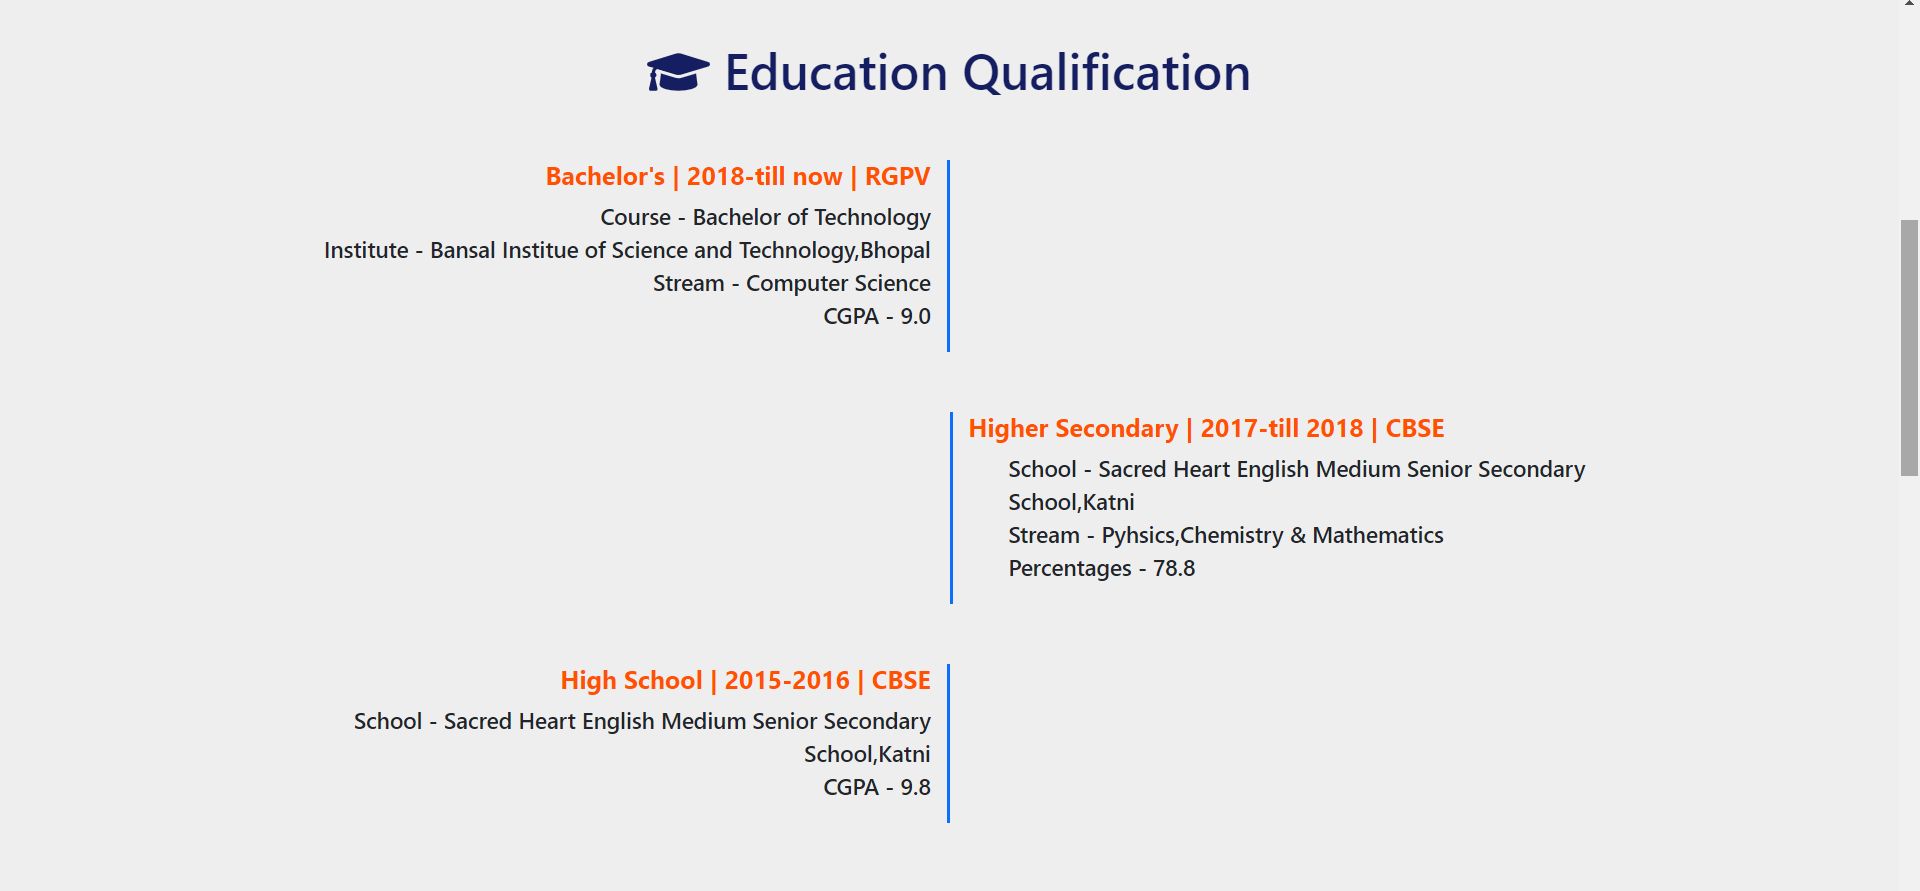 Education Qualification
Bachelor's | 2018-till now | RGPV
Course - Bachelor of Technology
Institute - Bansal Institue of Science and Technology,Bhopal
Stream - Computer Science
CGPA - 9.0
Higher Secondary | 2017-till 2018 | CBSE
School - Sacred Heart English Medium Senior Secondary
School,Katni
Stream - Pyhsics,Chemistry & Mathematics
Percentages - 78.8
High School | 2015-2016 | CBSE
School - Sacred Heart English Medium Senior Secondary
School,Katni
CGPA - 9.8